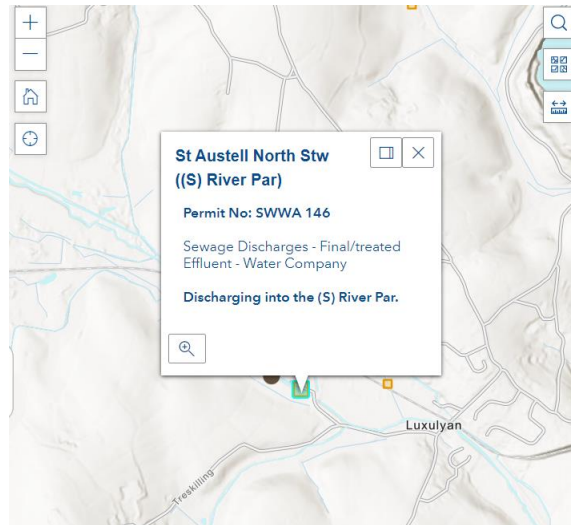 St Austell North Stw
((S) River Par)
Permit No: SWWA 146
Sewage Discharges - Final/treated
Effluent - Water Company
Discharging into the (S) River Par.
Luxulyan
Treskilling